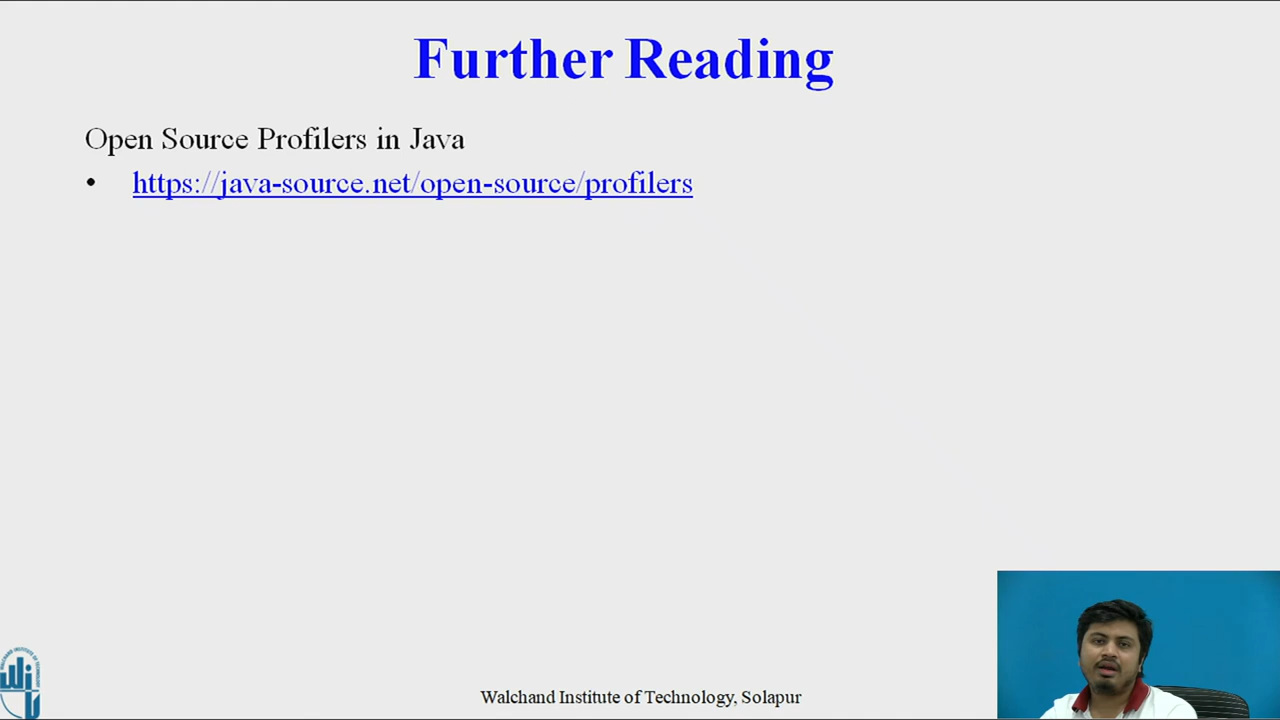 Further Reading
Open Source Profilers in Java
• https://java-source.net/open-source/profilers
Walchand Institute of Technology, Solapur